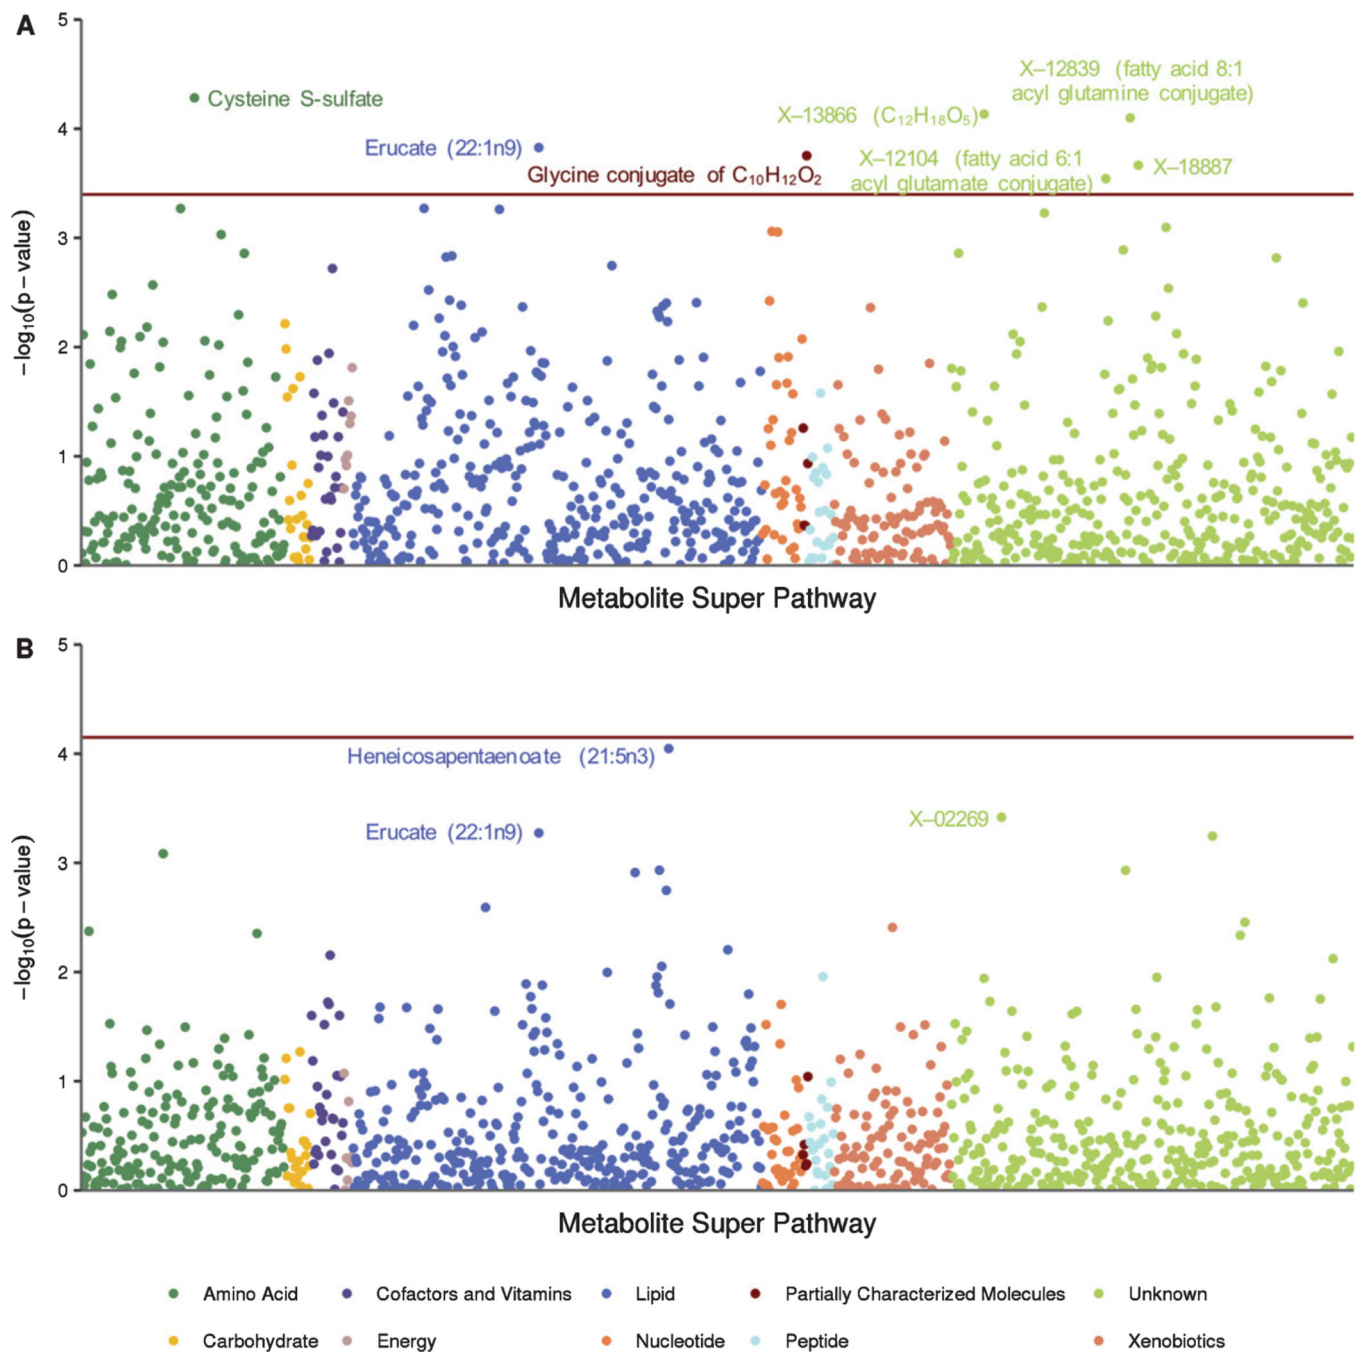 A
5
X–12839 (fatty acid 8:1
acyl glutamine conjugate)
Cysteine S-sulfate
X–13866 (C₁₂H₁₈O₅)
4
Erucate (22:1n9)
X–12104 (fatty acid 6:1
acyl glutamate conjugate)
X–18887
Glycine conjugate of C₁₀H₁₂O₂
3
−log₁₀(p − value)
2
1
0
Metabolite Super Pathway
B
5
4
Heneicosapentaenoate (21:5n3)
Erucate (22:1n9)
X–02269
3
−log₁₀(p − value)
2
1
0
Metabolite Super Pathway
Amino Acid Cofactors and Vitamins Lipid Partially Characterized Molecules Unknown
Carbohydrate Energy Nucleotide Peptide Xenobiotics